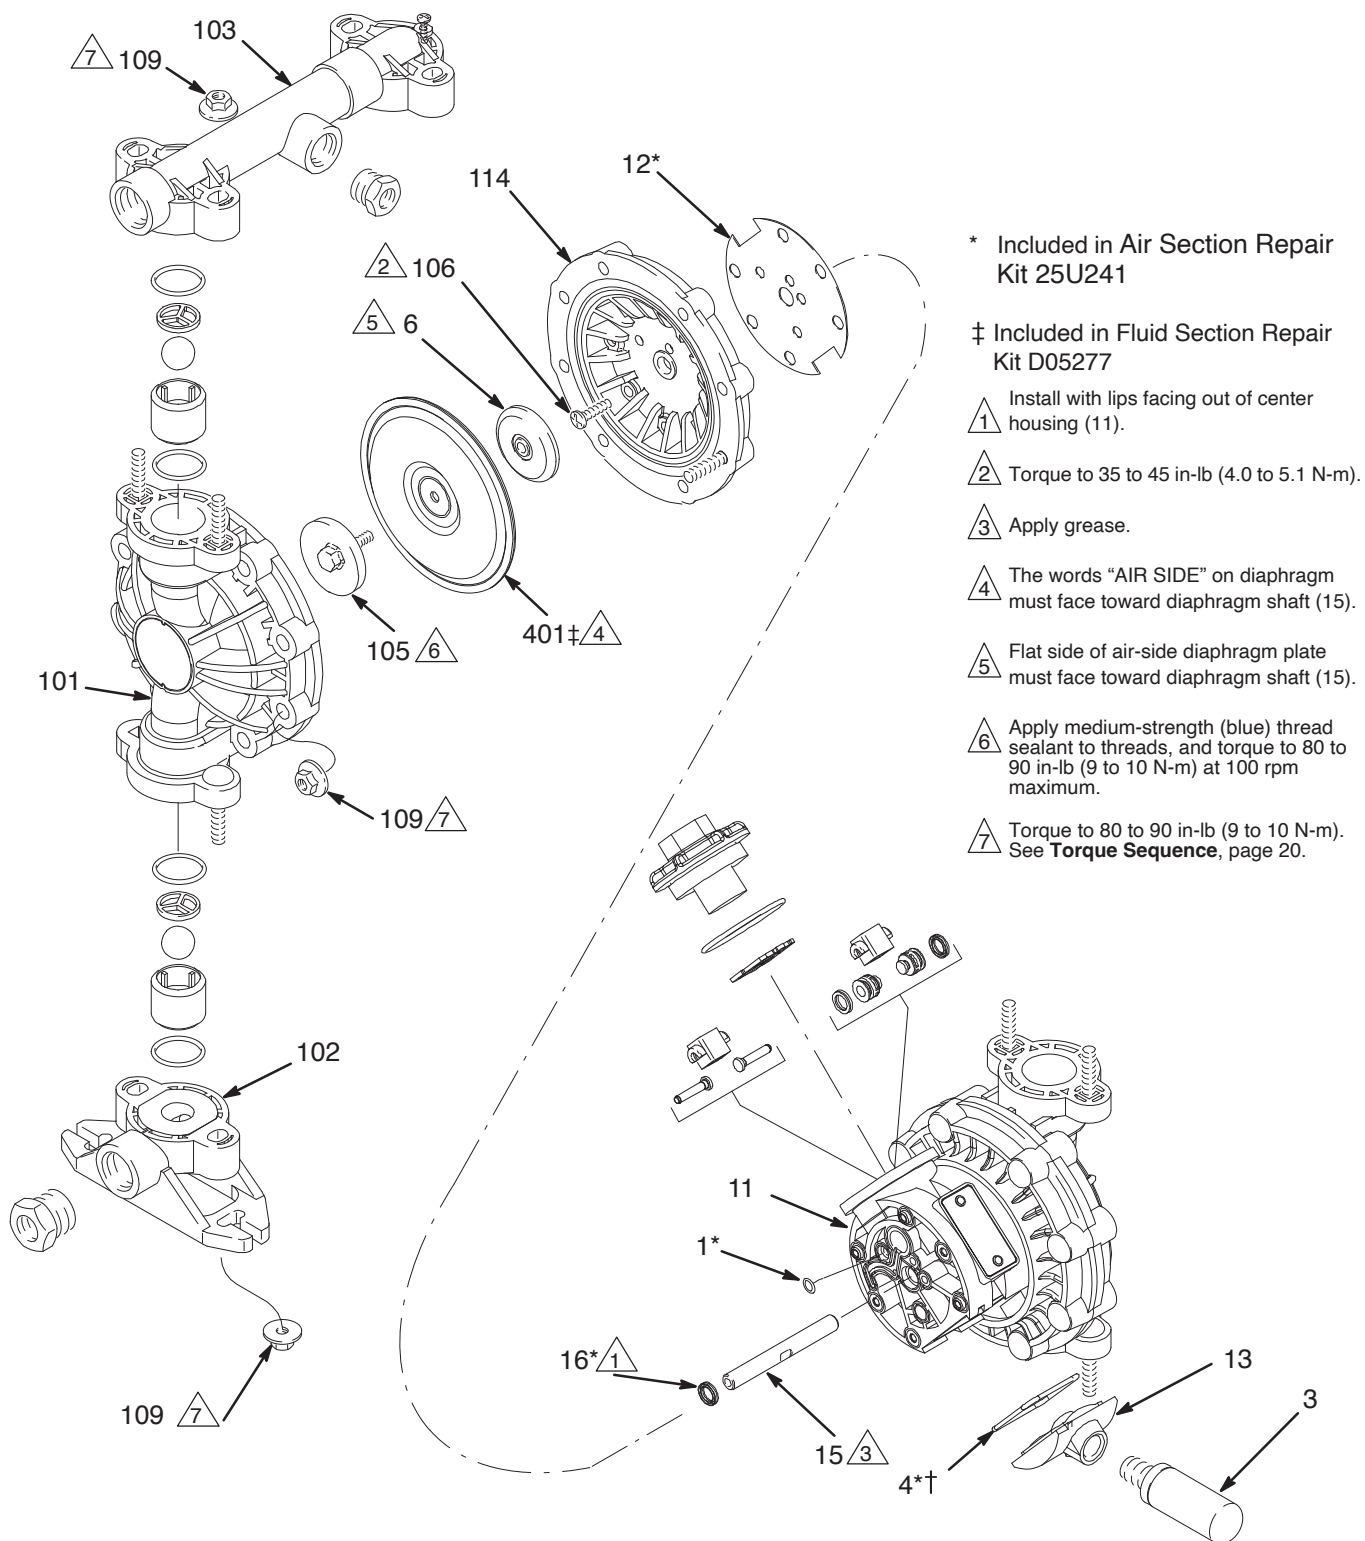 103
7 109
12*
114
2 106
5 6
* Included in Air Section Repair
Kit 25U241
‡ Included in Fluid Section Repair
Kit D05277
1 Install with lips facing out of center
housing (11).
2 Torque to 35 to 45 in-lb (4.0 to 5.1 N-m).
3 Apply grease.
4 The words “AIR SIDE” on diaphragm
must face toward diaphragm shaft (15).
5 Flat side of air-side diaphragm plate
must face toward diaphragm shaft (15).
6 Apply medium-strength (blue) thread
sealant to threads, and torque to 80 to
90 in-lb (9 to 10 N-m) at 100 rpm
maximum.
7 Torque to 80 to 90 in-lb (9 to 10 N-m).
See Torque Sequence, page 20.
401‡ 4
105 6
101
109 7
102
11
1*
16* 1
109 7
15 3
13
3
4*†